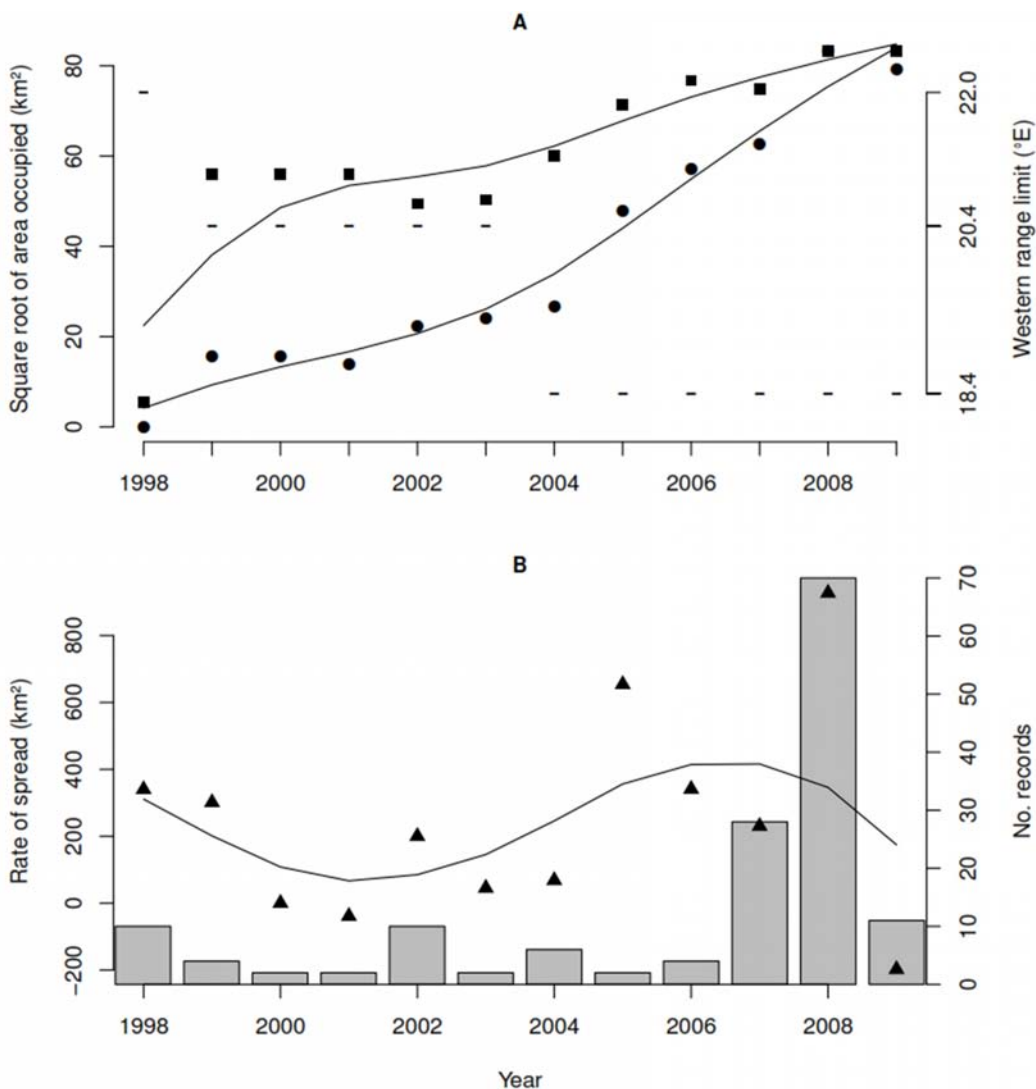 A
Square root of area occupied (km²)
80
60
40
20
0
22.0
20.4
18.4
Western range limit (°E)
1998 2000 2002 2004 2006 2008
B
Rate of spread (km²)
800
600
400
200
0
−200
70
60
50
40
30
20
10
0
No. records
1998 2000 2002 2004 2006 2008
Year